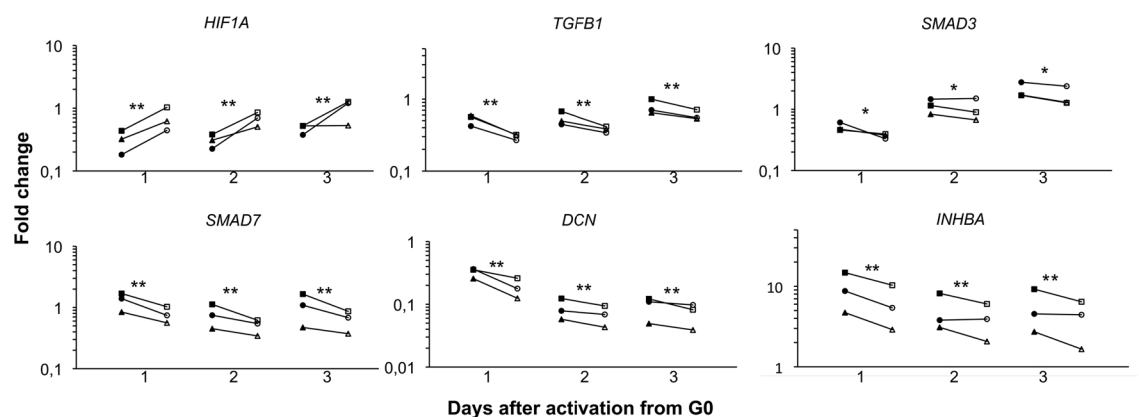 HIF1A
TGFB1
SMAD3
10
1
0,1
** ** **
1 2 3
1
0,1
** ** **
1 2 3
10
1
0,1
* * *
1 2 3
Fold change
SMAD7
DCN
INHBA
10
1
0,1
** ** **
1 2 3
1
0,1
0,01
** ** **
1 2 3
10
1
** ** **
1 2 3
Days after activation from G0